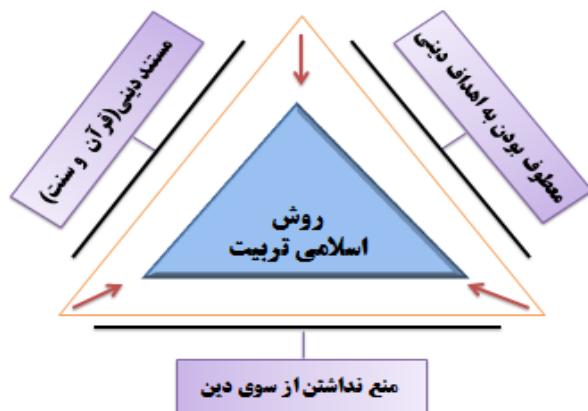 معطوف بودن به اهداف دینی
مستند دینی(قرآن و سنت)
روش
اسلامی تربیت
منع نداشتن از سوی دین